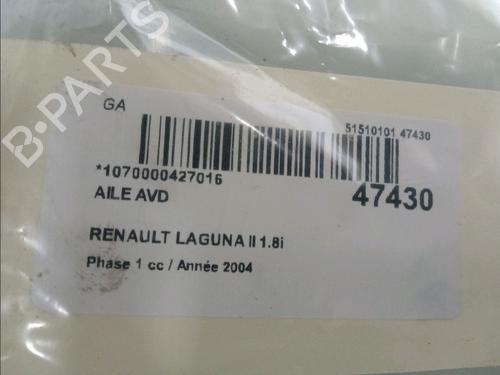 GA
51510101 47430
*1070000427016
AILE AVD
47430
RENAULT LAGUNA II 1.8i
Phase 1 cc / Année 2004
B-PARTS